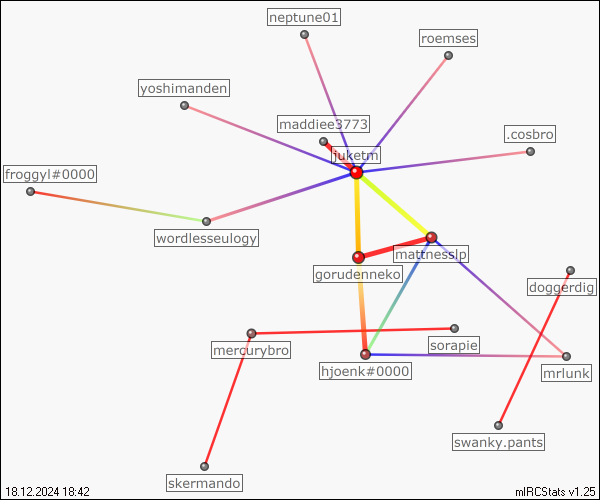 neptune01
roemses
yoshimanden
maddiee3773
.cosbro
juketm
froggyl#0000
wordlesseulogy
mattnesslp
gorudenneko
doggerdig
sorapie
mercurybro
hjoenk#0000
mrlunk
swanky.pants
skermando
18.12.2024 18:42
mIRCStats v1.25